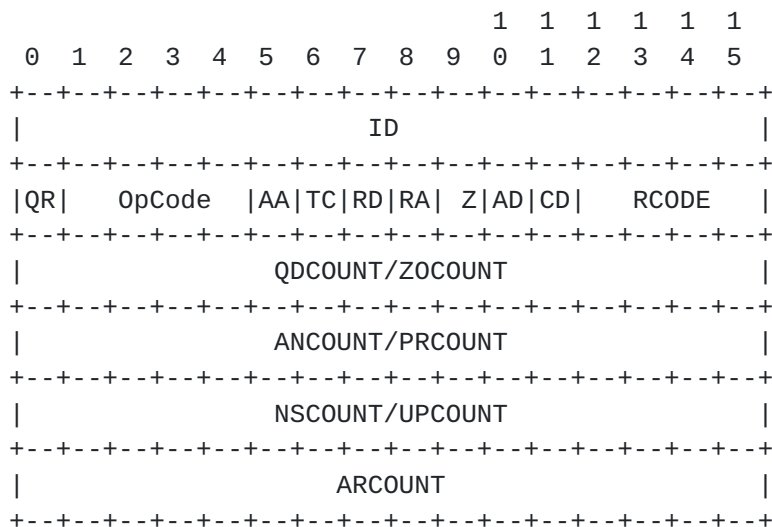 1  1  1  1  1  1
  0  1  2  3  4  5  6  7  8  9  0  1  2  3  4  5
+--+--+--+--+--+--+--+--+--+--+--+--+--+--+--+--+
|                      ID                       |
+--+--+--+--+--+--+--+--+--+--+--+--+--+--+--+--+
|QR|   OpCode  |AA|TC|RD|RA| Z|AD|CD|   RCODE   |
+--+--+--+--+--+--+--+--+--+--+--+--+--+--+--+--+
|                QDCOUNT/ZOCOUNT                |
+--+--+--+--+--+--+--+--+--+--+--+--+--+--+--+--+
|                ANCOUNT/PRCOUNT                |
+--+--+--+--+--+--+--+--+--+--+--+--+--+--+--+--+
|                NSCOUNT/UPCOUNT                |
+--+--+--+--+--+--+--+--+--+--+--+--+--+--+--+--+
|                    ARCOUNT                    |
+--+--+--+--+--+--+--+--+--+--+--+--+--+--+--+--+